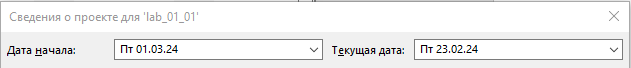 Сведения о проекте для 'lab_01_01'
Дата начала: Пт 01.03.24 Текущая дата: Пт 23.02.24